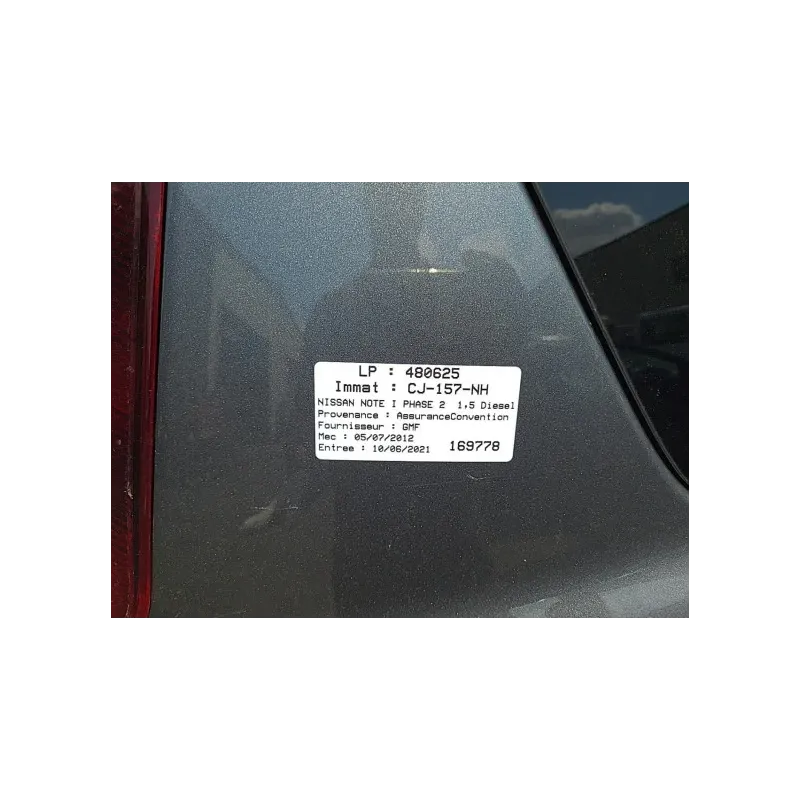 LP : 480625
Immat : CJ-157-NH
NISSAN NOTE I PHASE 2 1,5 Diesel
Provenance : AssuranceConvention
Fournisseur : GMF
Mec : 05/07/2012
Entree : 10/06/2021 169778